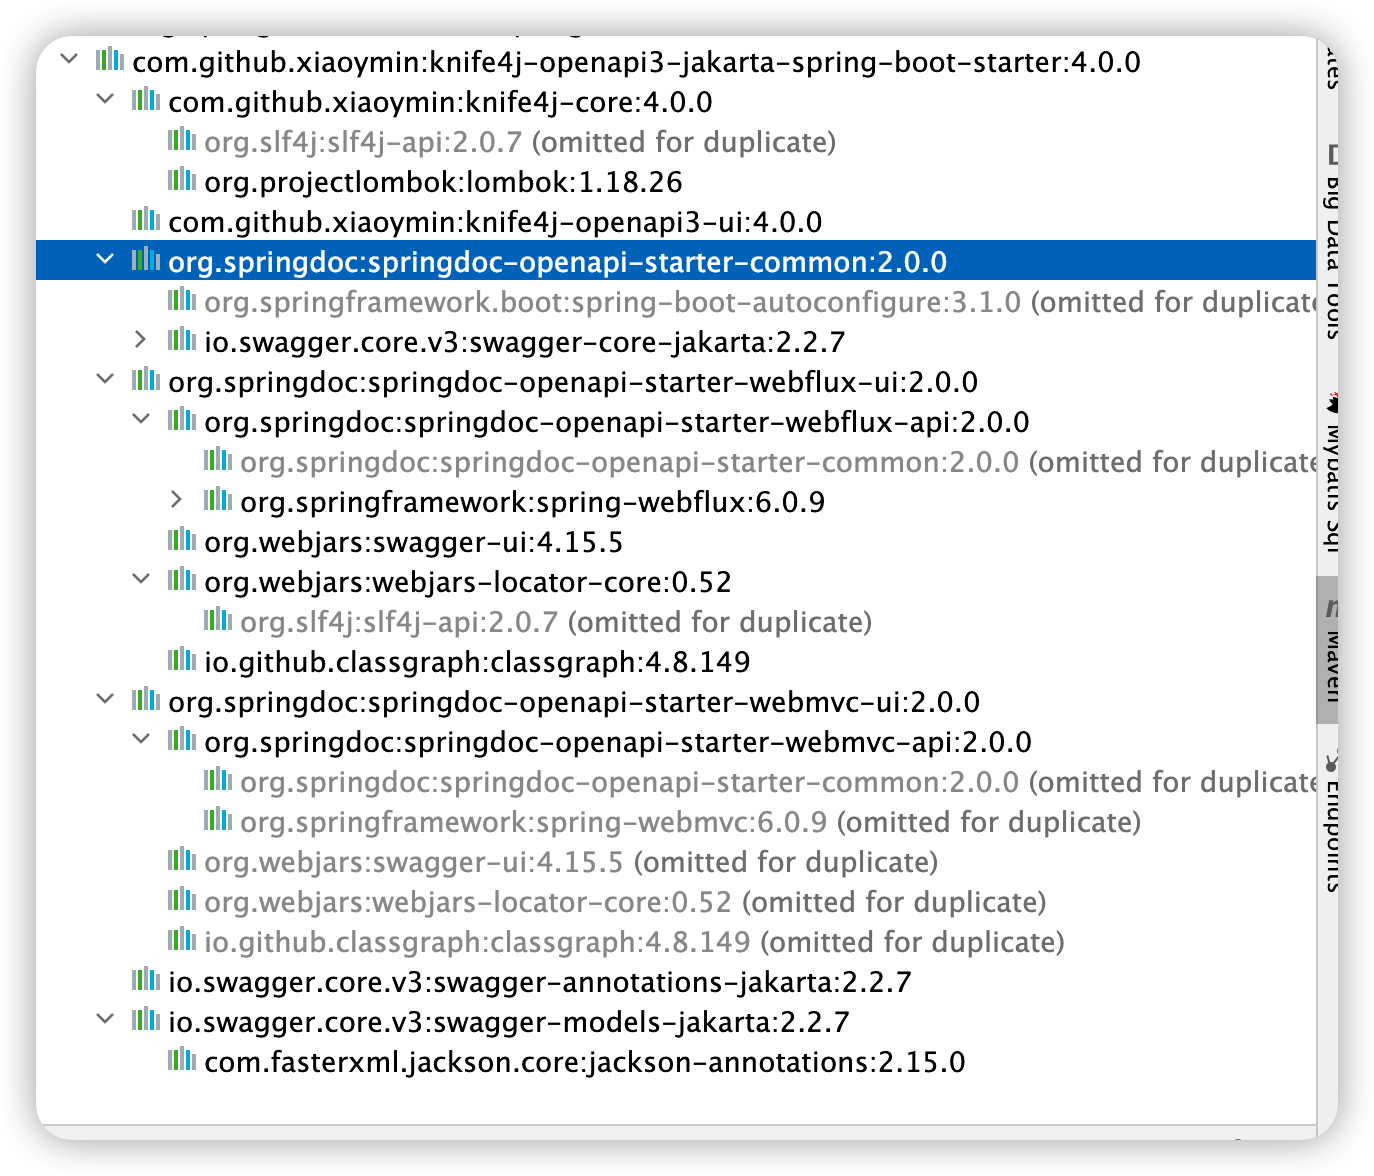 com.github.xiaoymin:knife4j-openapi3-jakarta-spring-boot-starter:4.0.0
com.github.xiaoymin:knife4j-core:4.0.0
org.slf4j:slf4j-api:2.0.7 (omitted for duplicate)
org.projectlombok:lombok:1.18.26
com.github.xiaoymin:knife4j-openapi3-ui:4.0.0
org.springdoc:springdoc-openapi-starter-common:2.0.0
org.springframework.boot:spring-boot-autoconfigure:3.1.0 (omitted for duplicate
io.swagger.core.v3:swagger-core-jakarta:2.2.7
org.springdoc:springdoc-openapi-starter-webflux-ui:2.0.0
org.springdoc:springdoc-openapi-starter-webflux-api:2.0.0
org.springdoc:springdoc-openapi-starter-common:2.0.0 (omitted for duplicate
org.springframework:spring-webflux:6.0.9
org.webjars:swagger-ui:4.15.5
org.webjars:webjars-locator-core:0.52
org.slf4j:slf4j-api:2.0.7 (omitted for duplicate)
io.github.classgraph:classgraph:4.8.149
org.springdoc:springdoc-openapi-starter-webmvc-ui:2.0.0
org.springdoc:springdoc-openapi-starter-webmvc-api:2.0.0
org.springdoc:springdoc-openapi-starter-common:2.0.0 (omitted for duplicate
org.springframework:spring-webmvc:6.0.9 (omitted for duplicate)
org.webjars:swagger-ui:4.15.5 (omitted for duplicate)
org.webjars:webjars-locator-core:0.52 (omitted for duplicate)
io.github.classgraph:classgraph:4.8.149 (omitted for duplicate)
io.swagger.core.v3:swagger-annotations-jakarta:2.2.7
io.swagger.core.v3:swagger-models-jakarta:2.2.7
com.fasterxml.jackson.core:jackson-annotations:2.15.0
Big Data Tools
Mybatis Sql
Maven
Endpoints